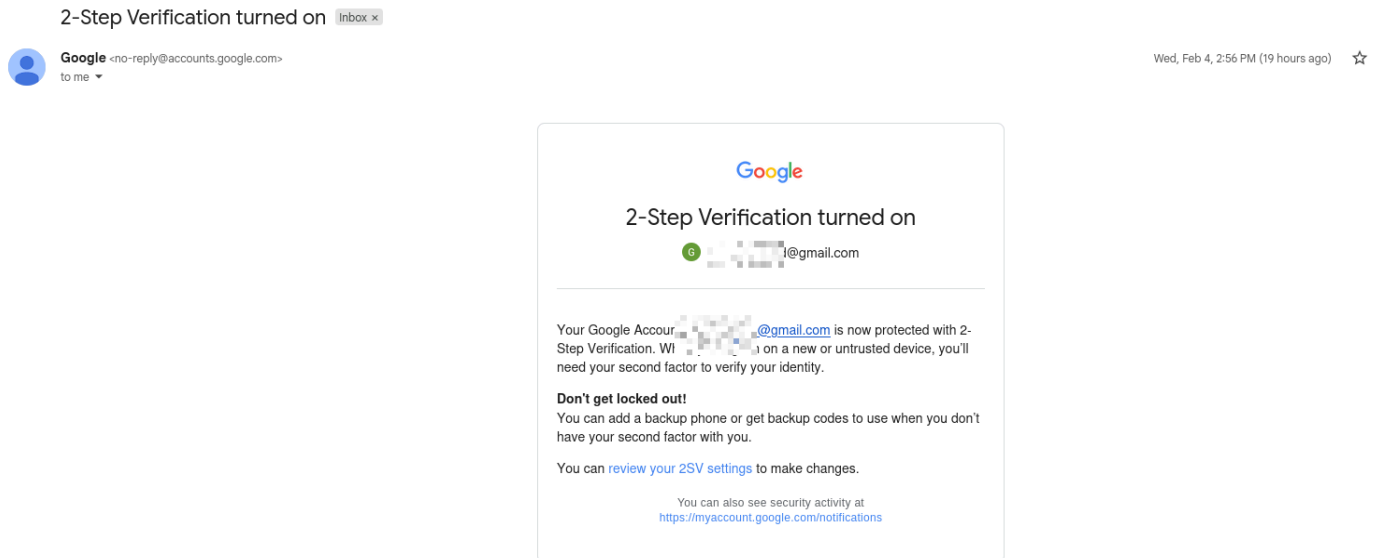 2-Step Verification turned on Inbox ×
Google <no-reply@accounts.google.com> Wed, Feb 4, 2:56 PM (19 hours ago)
to me
Google
2-Step Verification turned on
G @gmail.com
Your Google @gmail.com is now protected with 2-
Step Verification. on a new or untrusted device, you’ll
need your second factor to verify your identity.
Don't get locked out!
You can add a backup phone or get backup codes to use when you don’t
have your second factor with you.
You can review your 2SV settings to make changes.
You can also see security activity at
https://myaccount.google.com/notifications